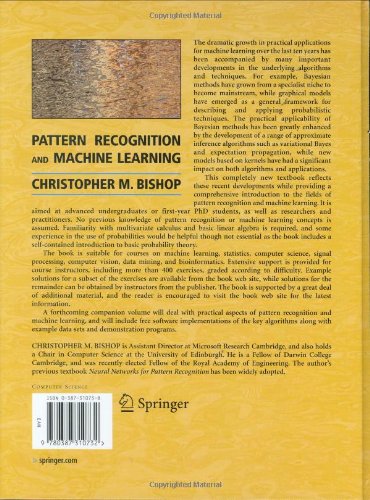 Copyrighted Material
PATTERN RECOGNITION
AND MACHINE LEARNING
CHRISTOPHER M. BISHOP
The dramatic growth in practical applications
for machine learning over the last ten years has
been accompanied by many important
developments in the underlying algorithms
and techniques. For example, Bayesian
methods have grown from a specialist niche to
become mainstream, while graphical models
have emerged as a general framework for
describing and applying probabilistic
techniques. The practical applicability of
Bayesian methods has been greatly enhanced
by the development of a range of approximate
inference algorithms such as variational Bayes
and expectation propagation, while new
models based on kernels have had a significant
impact on both algorithms and applications.
This completely new textbook reflects
these recent developments while providing a
comprehensive introduction to the fields of
pattern recognition and machine learning. It is
aimed at advanced undergraduates or first-year PhD students, as well as researchers and
practitioners. No previous knowledge of pattern recognition or machine learning concepts is
assumed. Familiarity with multivariate calculus and basic linear algebra is required, and some
experience in the use of probabilities would be helpful though not essential as the book includes a
self-contained introduction to basic probability theory.
The book is suitable for courses on machine learning, statistics, computer science, signal
processing, computer vision, data mining, and bioinformatics. Extensive support is provided for
course instructors, including more than 400 exercises, graded according to difficulty. Example
solutions for a subset of the exercises are available from the book web site, while solutions for the
remainder can be obtained by instructors from the publisher. The book is supported by a great deal
of additional material, and the reader is encouraged to visit the book web site for the latest
information.
A forthcoming companion volume will deal with practical aspects of pattern recognition and
machine learning, and will include free software implementations of the key algorithms along with
example data sets and demonstration programs.
CHRISTOPHER M. BISHOP is Assistant Director at Microsoft Research Cambridge, and also holds
a Chair in Computer Science at the University of Edinburgh. He is a Fellow of Darwin College
Cambridge, and was recently elected Fellow of the Royal Academy of Engineering. The author's
previous textbook Neural Networks for Pattern Recognition has been widely adopted.
COMPUTER SCIENCE
ISBN 0-387-31073-8
9 780387 310732
Springer
springer.com
Copyrighted Material